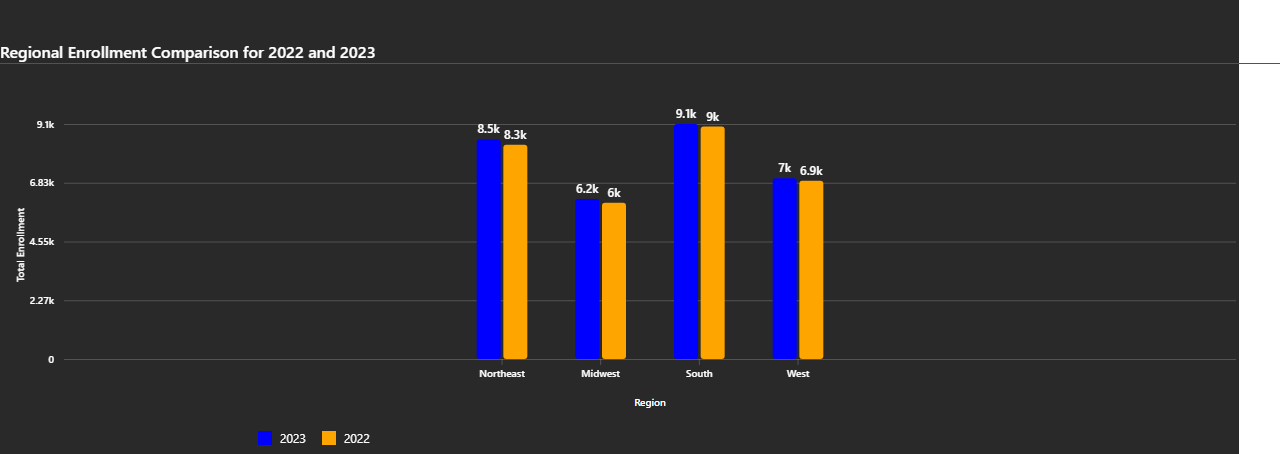 Regional Enrollment Comparison for 2022 and 2023
9.1k
6.83k
4.55k
2.27k
0
Total Enrollment
8.5k 8.3k
6.2k 6k
9.1k 9k
7k 6.9k
Northeast Midwest South West
Region
2023 2022